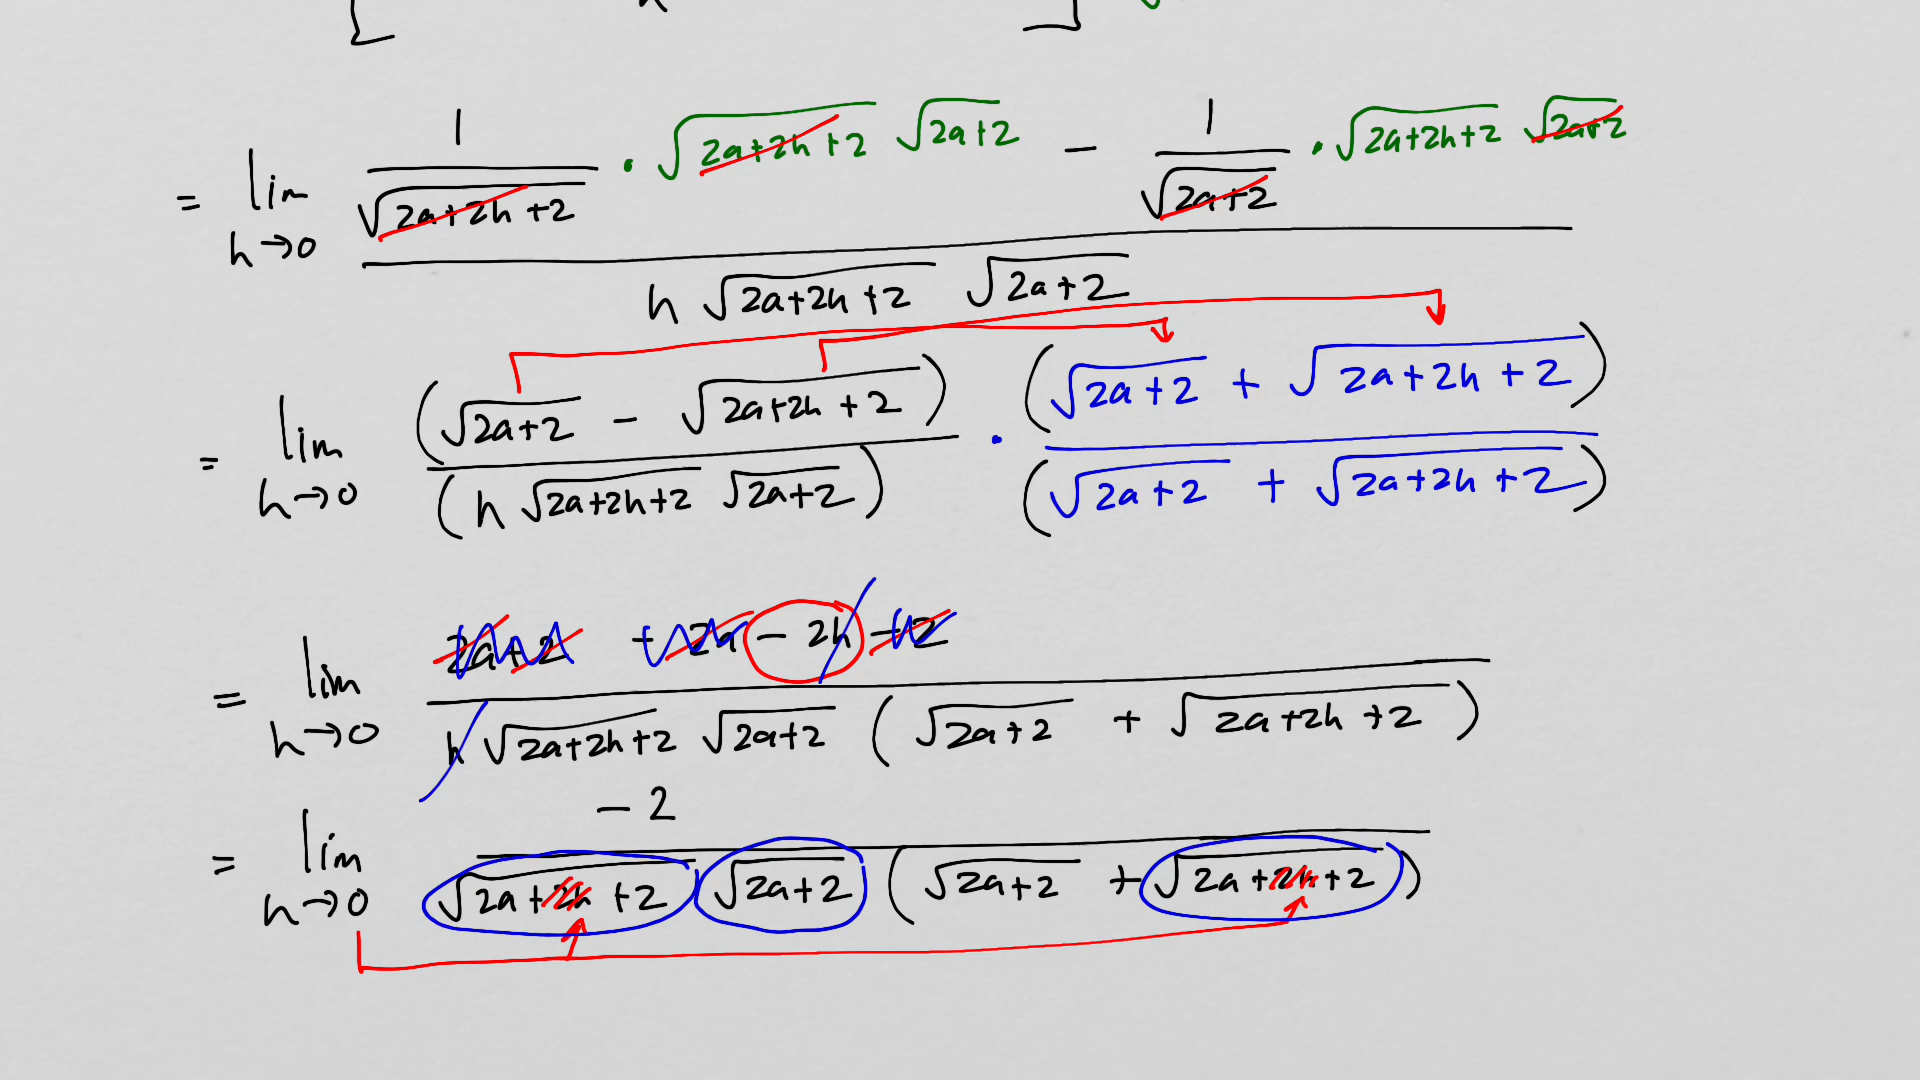 1 · √(2a+2h+2) √(2a+2) − 1 · √(2a+2h+2) √(2a+2)
= lim h→0 √(2a+2h+2) √(2a+2)
h √(2a+2h+2) √(2a+2)
(√(2a+2) − √(2a+2h+2)) (√(2a+2) + √(2a+2h+2))
= lim h→0 ·
(h √(2a+2h+2) √(2a+2)) (√(2a+2) + √(2a+2h+2))
2a+2 + 2a − 2h + 2
= lim h→0
h √(2a+2h+2) √(2a+2) (√(2a+2) + √(2a+2h+2))
− 2
= lim h→0
√(2a+2h+2) √(2a+2) (√(2a+2) + √(2a+2h+2))